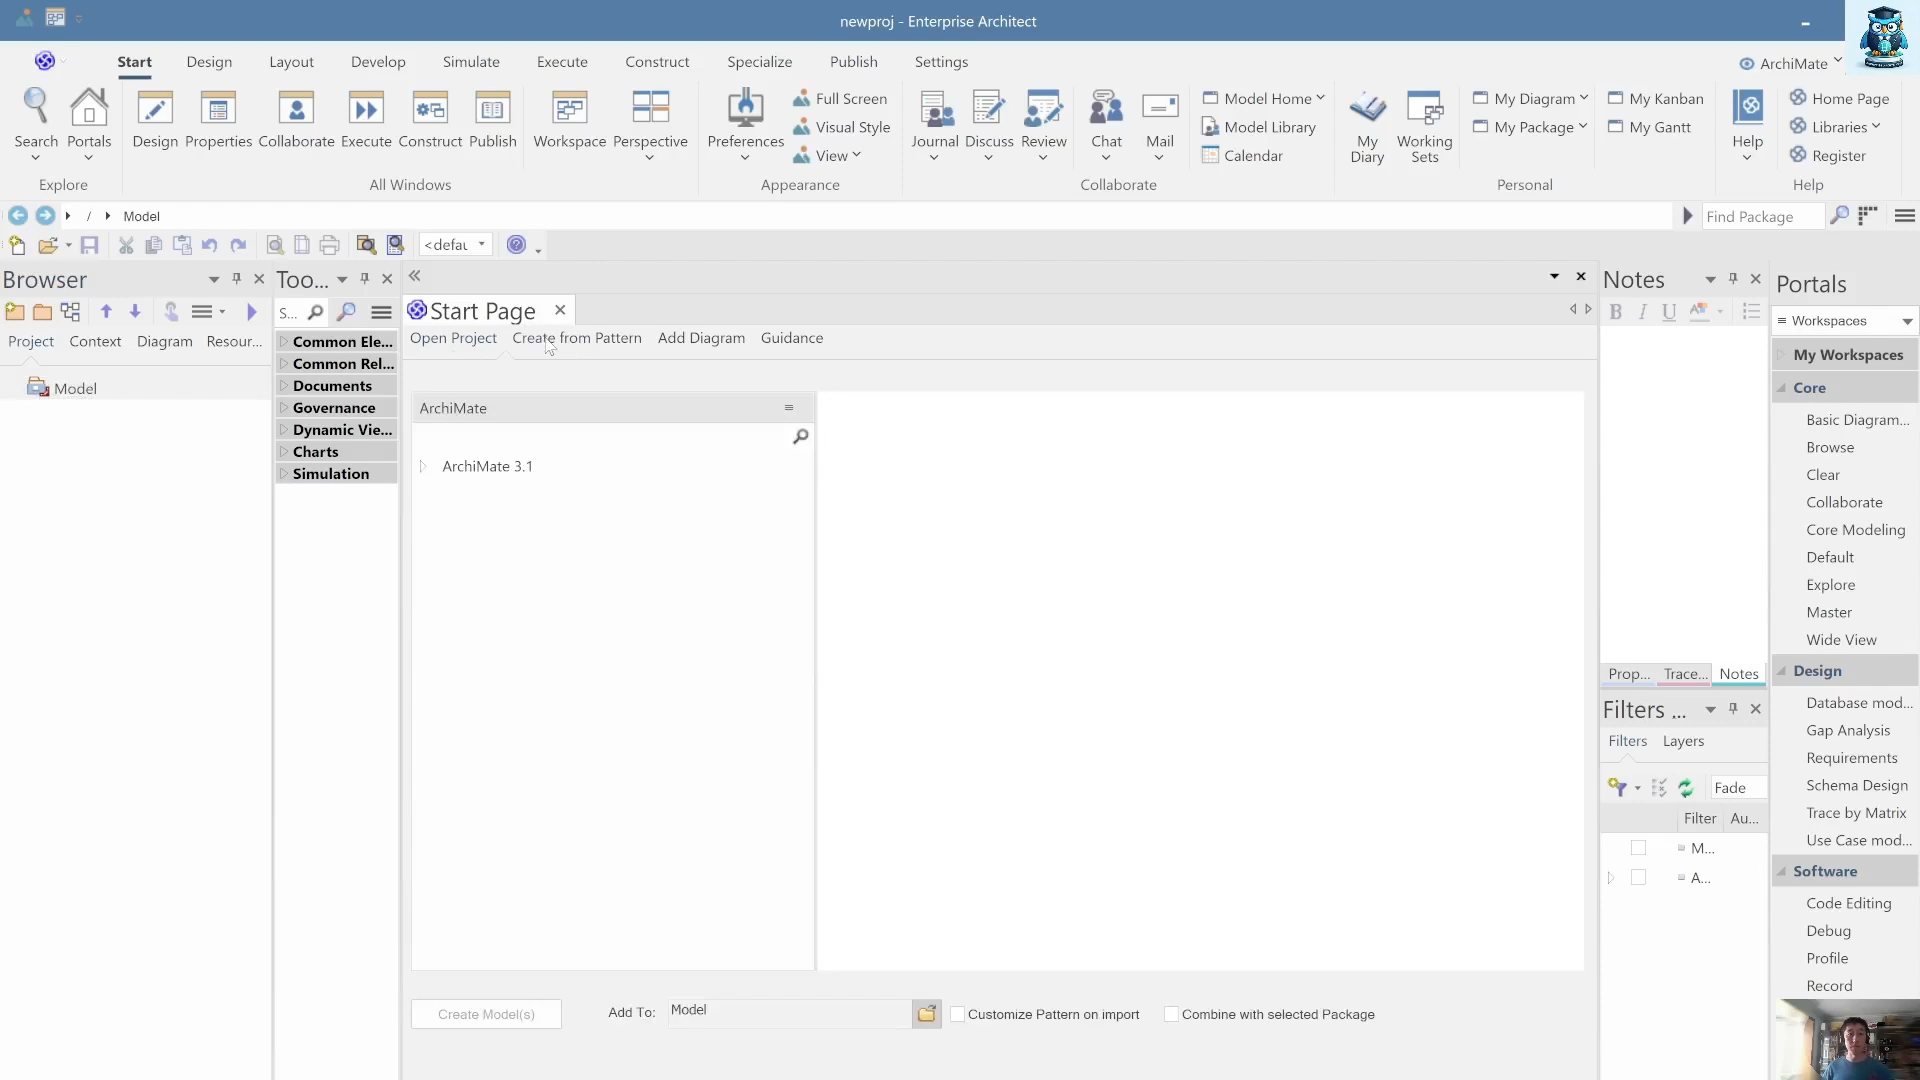 newproj - Enterprise Architect
Start Design Layout Develop Simulate Execute Construct Specialize Publish Settings ArchiMate
Search Portals Design Properties Collaborate Execute Construct Publish Workspace Perspective Preferences Full Screen Visual Style View Journal Discuss Review Chat Mail Model Home Model Library Calendar My Diary Working Sets My Diagram My Package My Kanban My Gantt Help Home Page Libraries Register
Explore All Windows Appearance Collaborate Personal Help
/ Model Find Package
<defau
Browser Too... Notes Portals
Start Page
S...
B I U
Workspaces
Project Context Diagram Resour...
Open Project Create from Pattern Add Diagram Guidance
Common Ele...
Common Rel...
Documents
Governance
Dynamic Vie...
Charts
Simulation
Model
ArchiMate
ArchiMate 3.1
My Workspaces
Core
Basic Diagram...
Browse
Clear
Collaborate
Core Modeling
Default
Explore
Master
Wide View
Design
Database mod...
Gap Analysis
Requirements
Schema Design
Trace by Matrix
Use Case mod...
Software
Code Editing
Debug
Profile
Record
Prop... Trace... Notes
Filters ...
Filters Layers
Fade
Filter Au...
M...
A...
Create Model(s) Add To: Model Customize Pattern on import Combine with selected Package